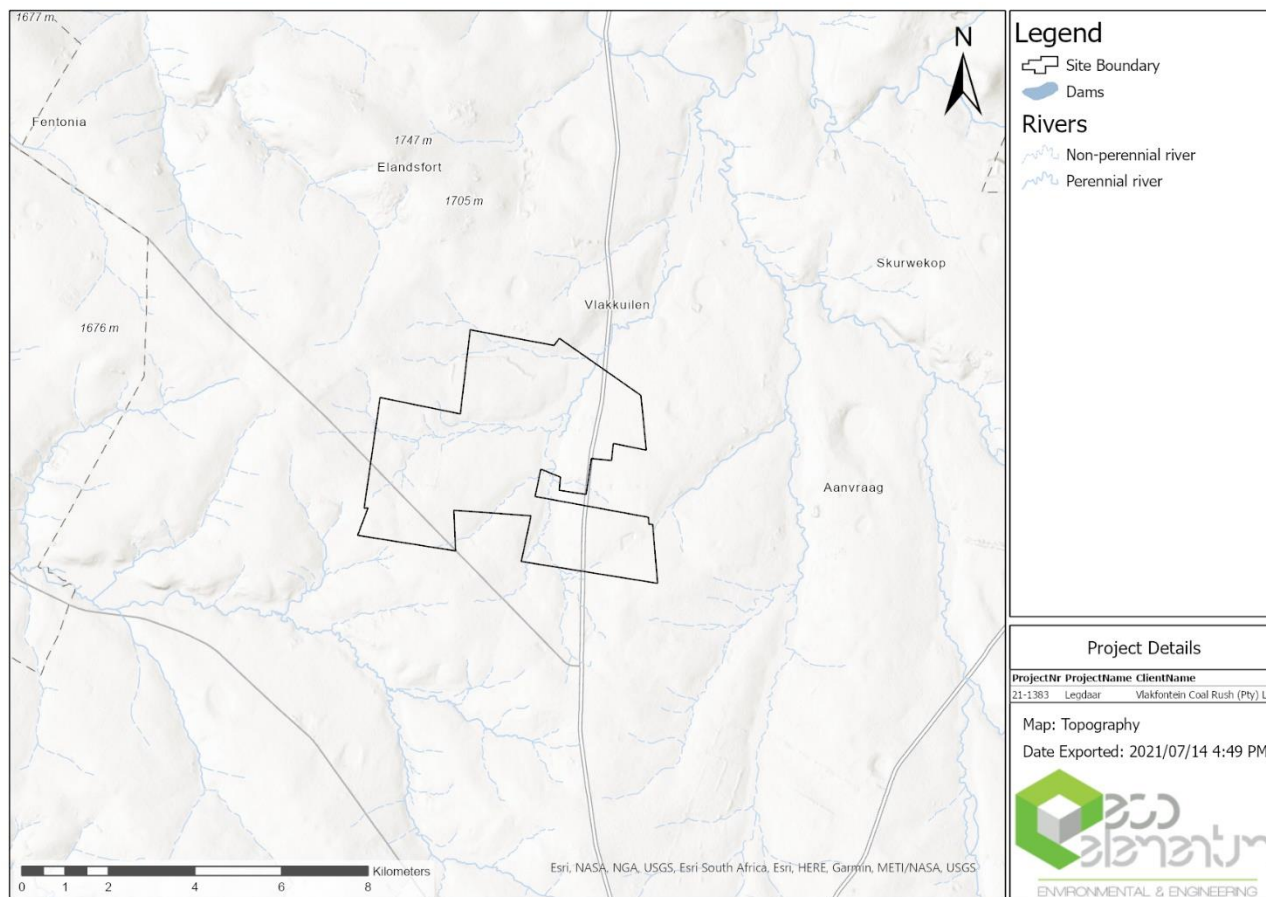 1677 m
Fentonia
1747 m
Elandsfort
1705 m
Skurwekop
Vlakkuilen
1676 m
Aanvraag
N
Kilometers
0 1 2 4 6 8
Esri, NASA, NGA, USGS, Esri South Africa, Esri, HERE, Garmin, METI/NASA, USGS
Legend
Site Boundary
Dams
Rivers
Non-perennial river
Perennial river
Project Details
ProjectNr ProjectName ClientName
21-1383 Legdaar Vlakfontein Coal Rush (Pty) L
Map: Topography
Date Exported: 2021/07/14 4:49 PM
eco
elementum
ENVIRONMENTAL & ENGINEERING